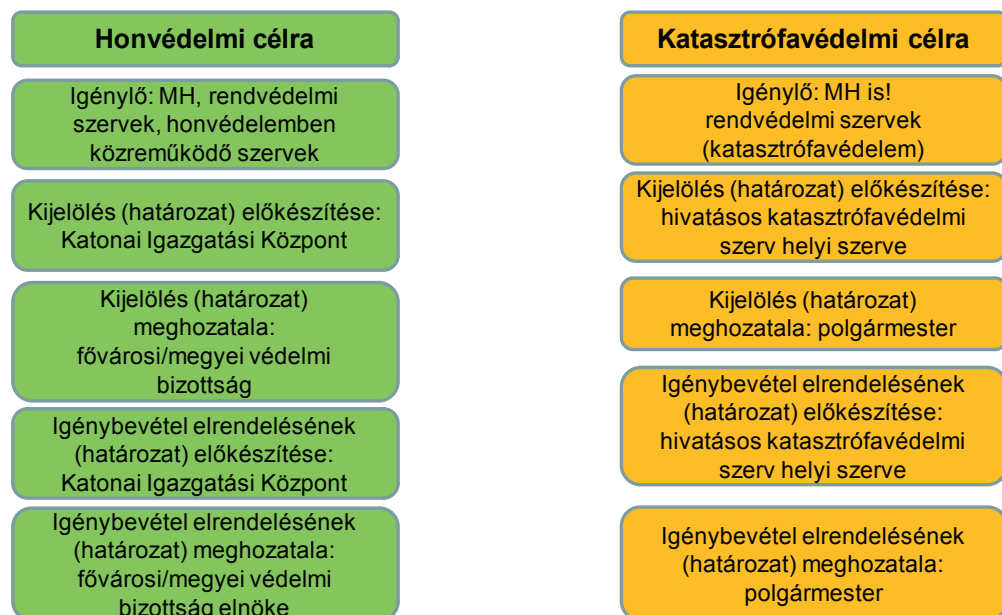 Honvédelmi célra
Igénylő: MH, rendvédelmi
szervek, honvédelemben
közreműködő szervek
Kijelölés (határozat) előkészítése:
Katonai Igazgatási Központ
Kijelölés (határozat)
meghozatala:
fővárosi/megyei védelmi
bizottság
Igénybevétel elrendelésének
(határozat) előkészítése:
Katonai Igazgatási Központ
Igénybevétel elrendelésének
(határozat) meghozatala:
fővárosi/megyei védelmi
bizottság elnöke
Katasztrófavédelmi célra
Igénylő: MH is!
rendvédelmi szervek
(katasztrófavédelem)
Kijelölés (határozat) előkészítése:
hivatásos katasztrófavédelmi
szerv helyi szerve
Kijelölés (határozat)
meghozatala: polgármester
Igénybevétel elrendelésének
(határozat) előkészítése:
hivatásos katasztrófavédelmi
szerv helyi szerve
Igénybevétel elrendelésének
(határozat) meghozatala:
polgármester